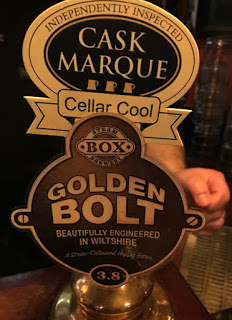 INDEPENDENTLY INSPECTED
CASK
MARQUE
Cellar Cool
STEAM
BOX
BREWERY
GOLDEN
BOLT
BEAUTIFULLY ENGINEERED
IN WILTSHIRE
3.8